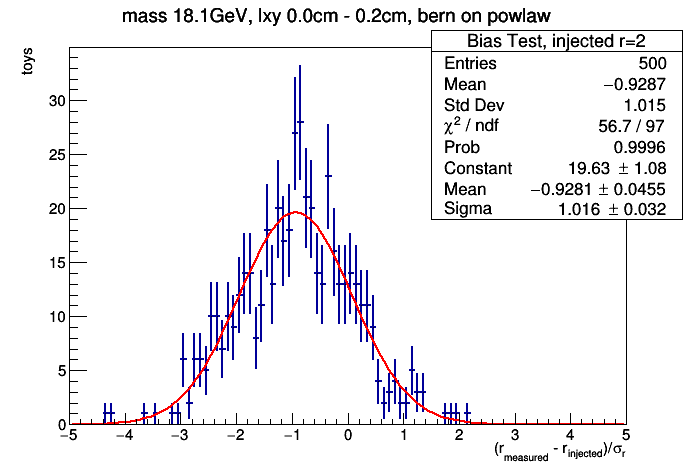 mass 18.1GeV, lxy 0.0cm - 0.2cm, bern on powlaw
Bias Test, injected r=2
Entries 500
Mean −0.9287
Std Dev 1.015
χ² / ndf 56.7 / 97
Prob 0.9996
Constant 19.63 ± 1.08
Mean −0.9281 ± 0.0455
Sigma 1.016 ± 0.032
toys
30
25
20
15
10
5
0
−5 −4 −3 −2 −1 0 1 2 3 4 5
(r_measured - r_injected)/σ_r